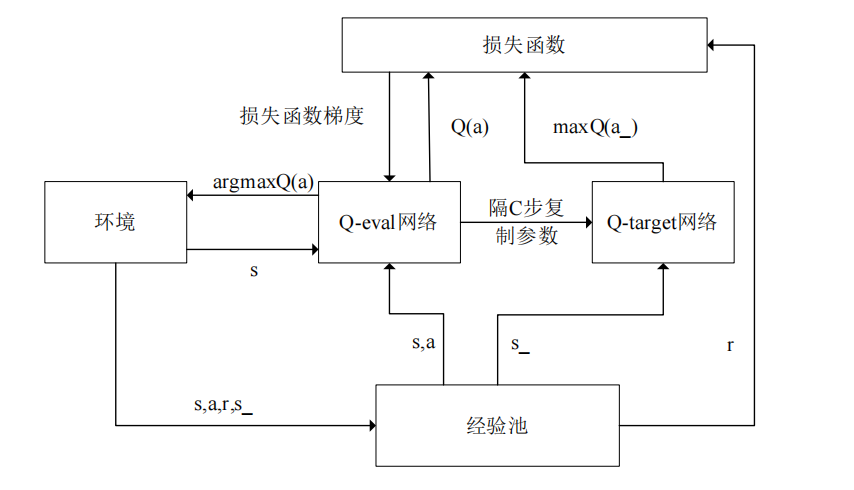 损失函数
损失函数梯度
Q(a)
maxQ(a_)
argmaxQ(a)
环境
Q-eval网络
隔C步复
制参数
Q-target网络
s
s,a
s_
r
s,a,r,s_
经验池